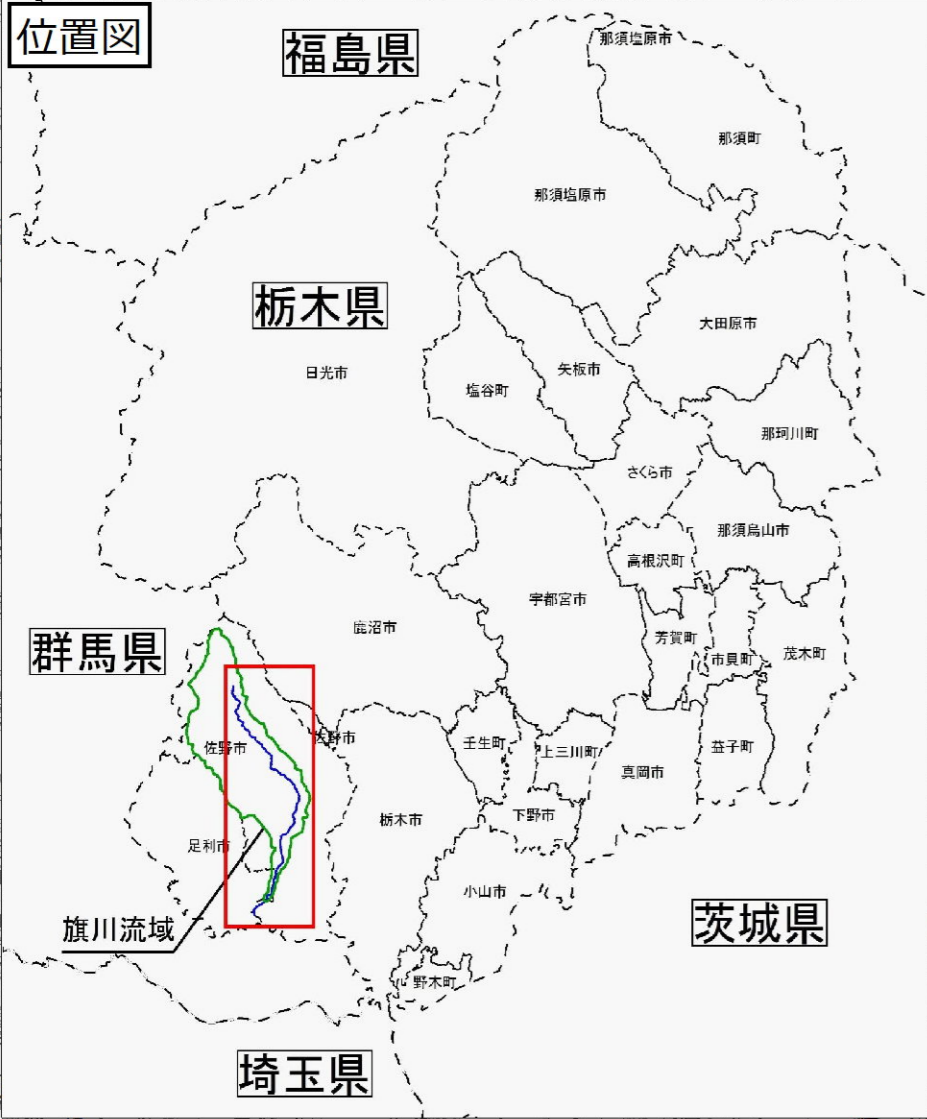 位置図
福島県
那須塩原市
那須町
那須塩原市
栃木県
大田原市
日光市
塩谷町
矢板市
那珂川町
さくら市
那須烏山市
高根沢町
宇都宮市
鹿沼市
群馬県
芳賀町
市貝町
茂木町
佐野市
佐野市
壬生町
上三川町
益子町
真岡市
栃木市
下野市
足利市
小山市
旗川流域
茨城県
野木町
埼玉県